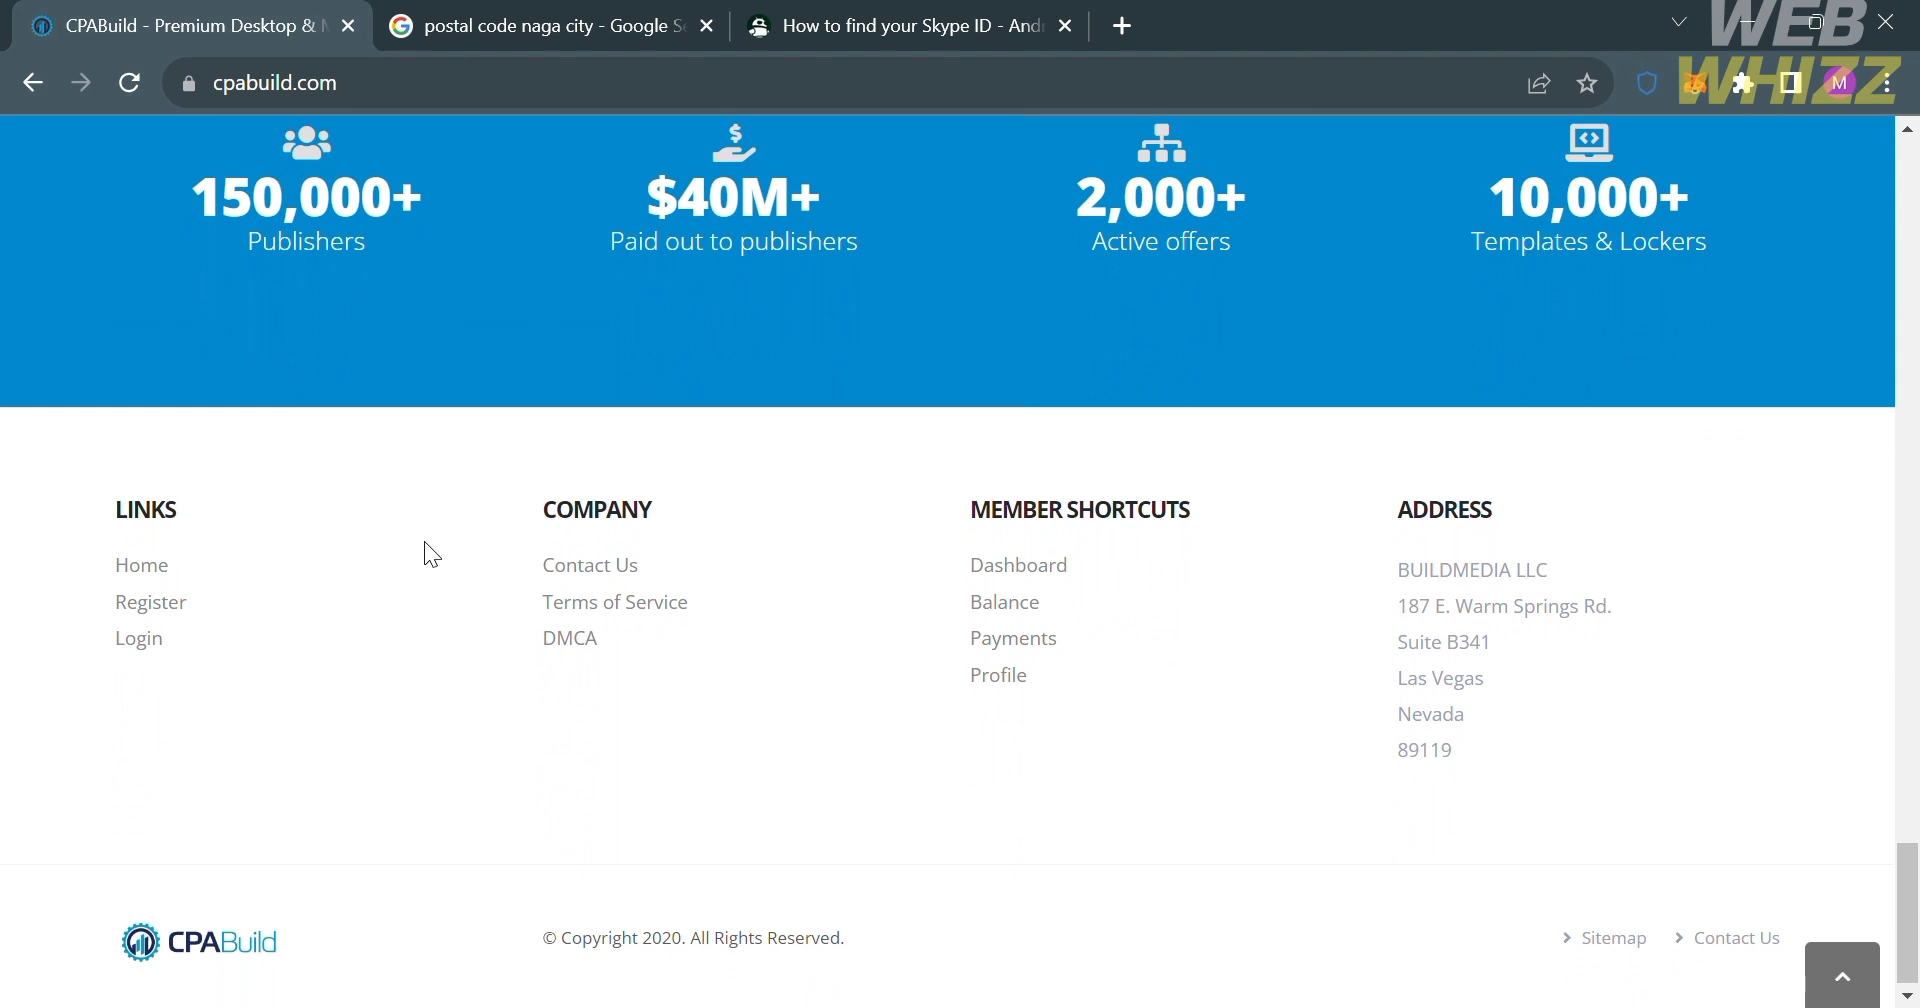 CPABuild - Premium Desktop &
postal code naga city - Google
How to find your Skype ID -
WEB
WHIZZ
cpabuild.com
M
150,000+
Publishers
$40M+
Paid out to publishers
2,000+
Active offers
10,000+
Templates & Lockers
LINKS
Home
Register
Login
COMPANY
Contact Us
Terms of Service
DMCA
MEMBER SHORTCUTS
Dashboard
Balance
Payments
Profile
ADDRESS
BUILDMEDIA LLC
187 E. Warm Springs Rd.
Suite B341
Las Vegas
Nevada
89119
CPABuild
© Copyright 2020. All Rights Reserved.
Sitemap
Contact Us